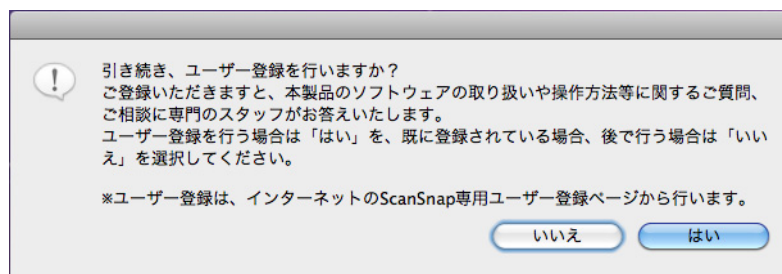 引き続き、ユーザー登録を行いますか？
ご登録いただきますと、本製品のソフトウェアの取り扱いや操作方法等に関するご質問、
ご相談に専門のスタッフがお答えいたします。
ユーザー登録を行う場合は「はい」を、既に登録されている場合、後で行う場合は「いい
え」を選択してください。
※ユーザー登録は、インターネットのScanSnap専用ユーザー登録ページから行います。
いいえ
はい